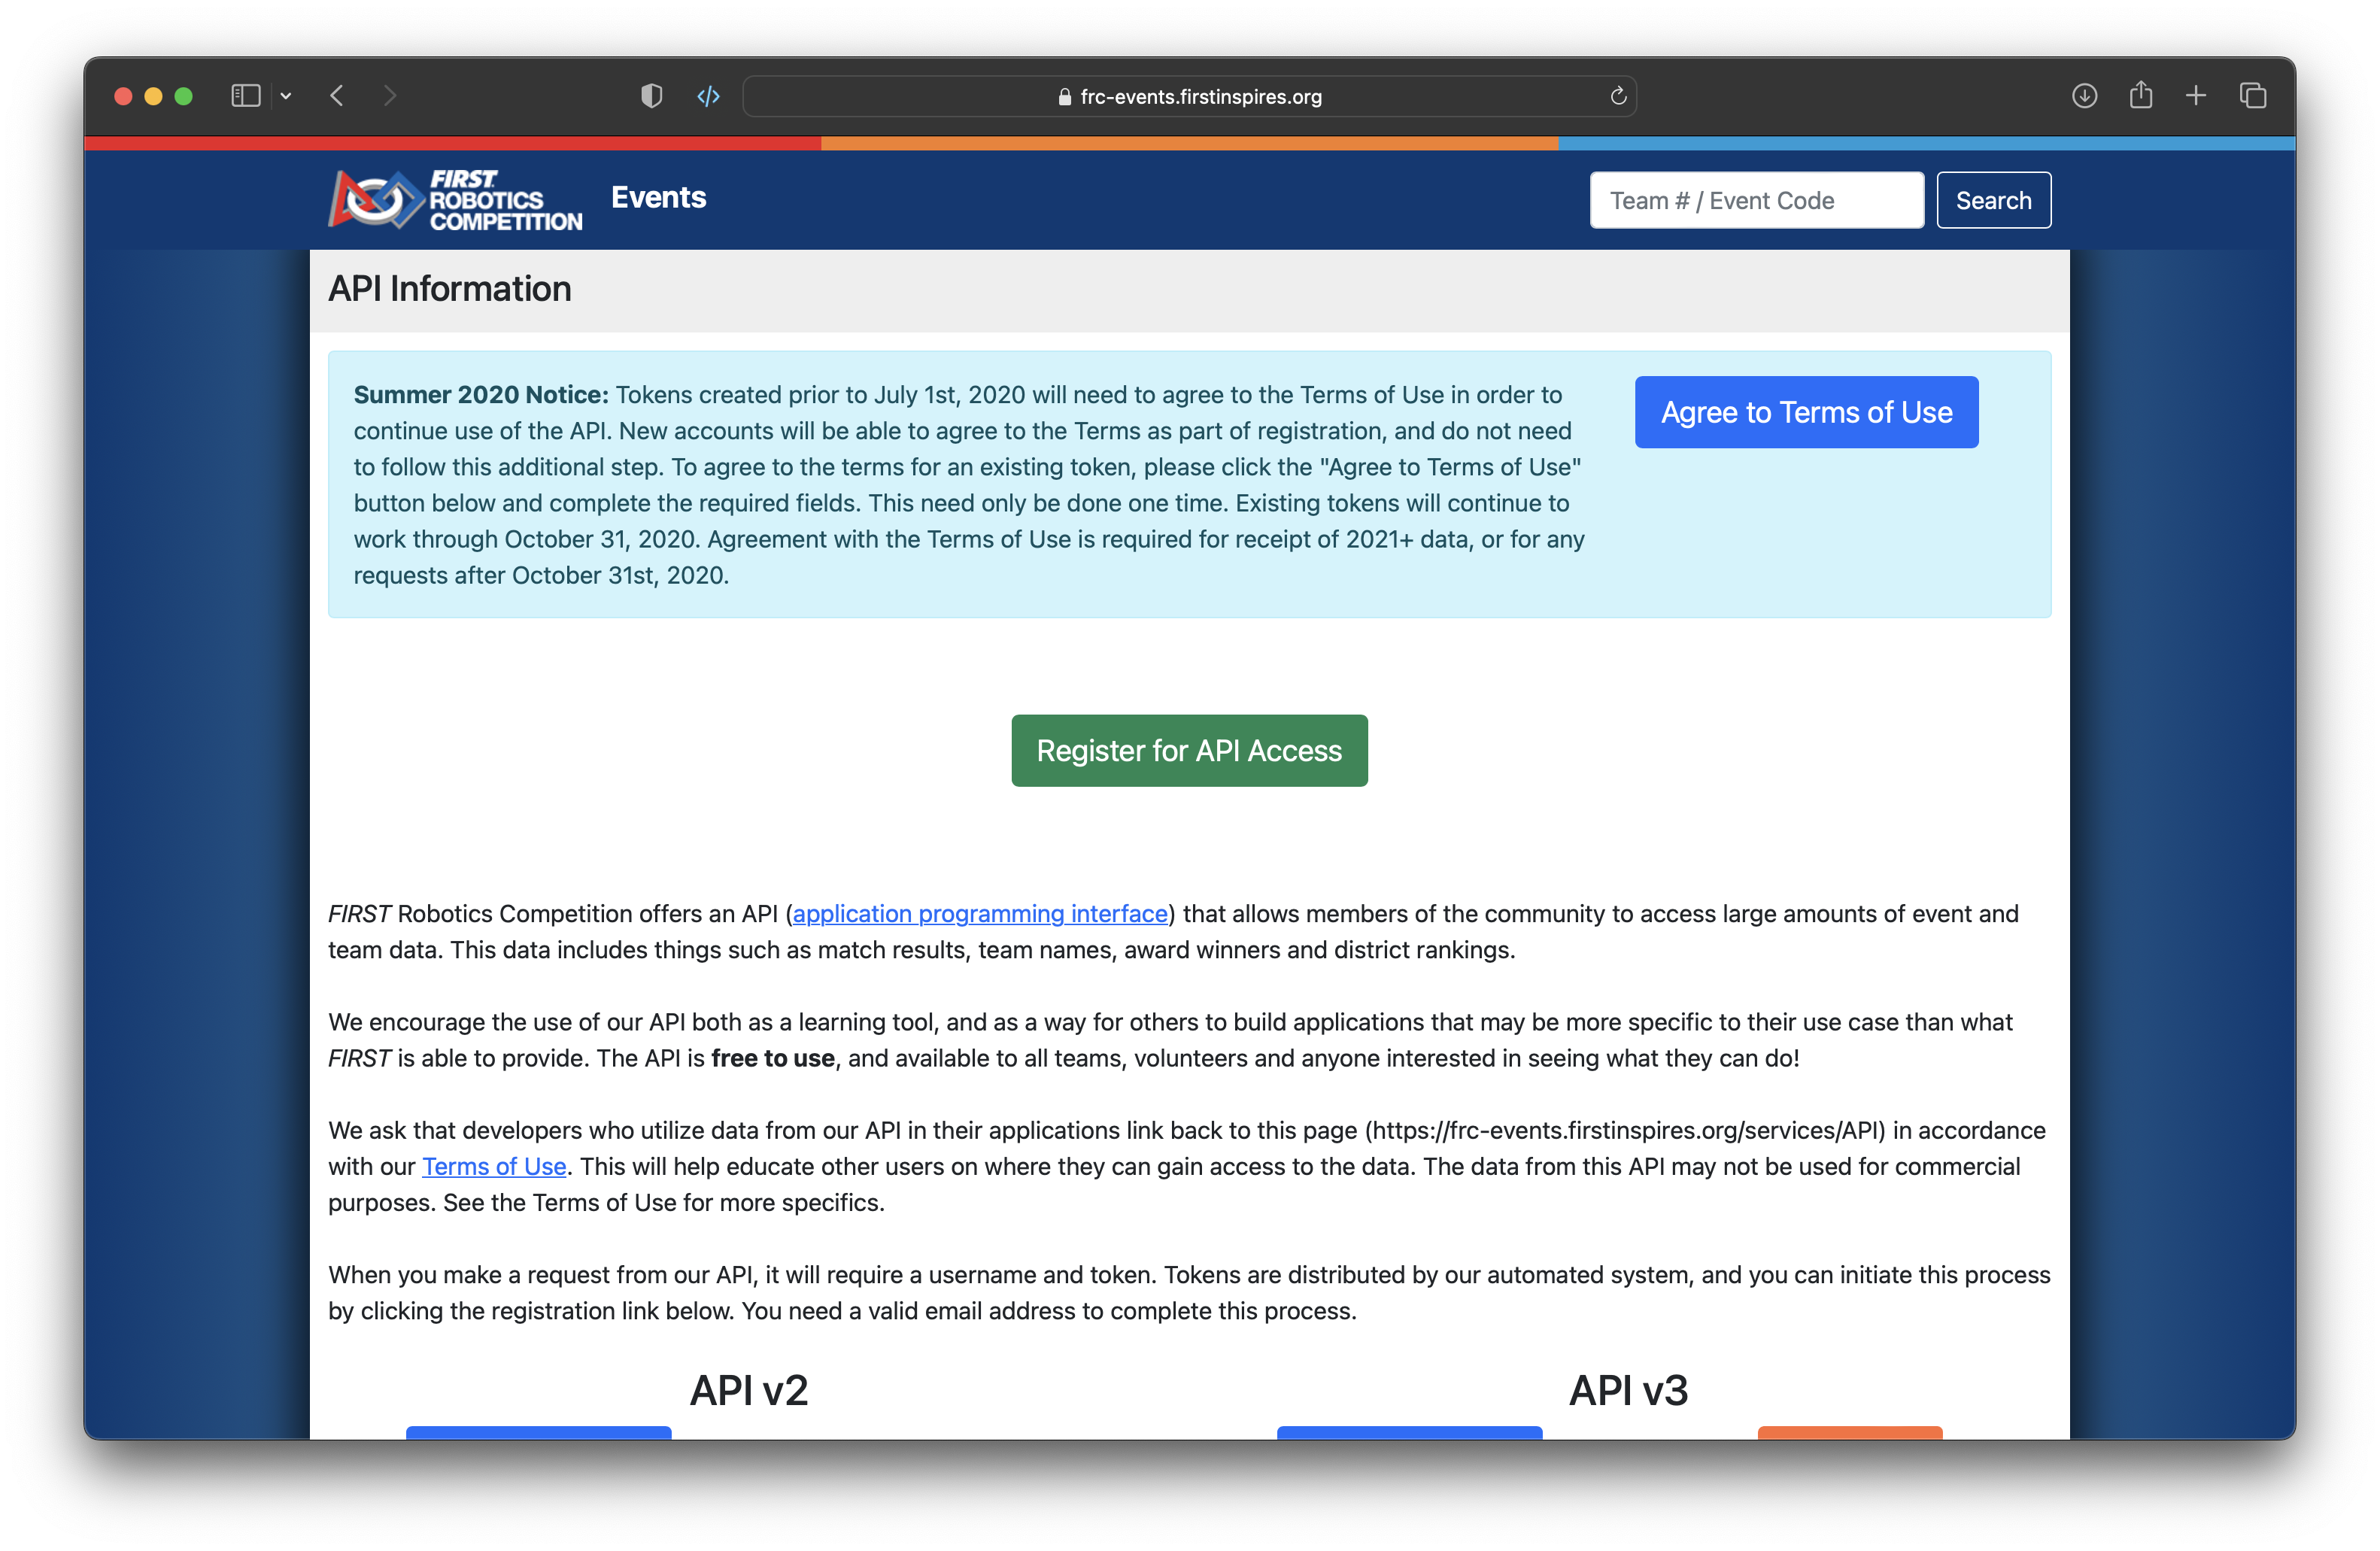 frc-events.firstinspires.org
FIRST
ROBOTICS
COMPETITION
Events
Team # / Event Code
Search
API Information
Summer 2020 Notice: Tokens created prior to July 1st, 2020 will need to agree to the Terms of Use in order to
continue use of the API. New accounts will be able to agree to the Terms as part of registration, and do not need
to follow this additional step. To agree to the terms for an existing token, please click the "Agree to Terms of Use"
button below and complete the required fields. This need only be done one time. Existing tokens will continue to
work through October 31, 2020. Agreement with the Terms of Use is required for receipt of 2021+ data, or for any
requests after October 31st, 2020.
Agree to Terms of Use
Register for API Access
FIRST Robotics Competition offers an API (application programming interface) that allows members of the community to access large amounts of event and
team data. This data includes things such as match results, team names, award winners and district rankings.
We encourage the use of our API both as a learning tool, and as a way for others to build applications that may be more specific to their use case than what
FIRST is able to provide. The API is free to use, and available to all teams, volunteers and anyone interested in seeing what they can do!
We ask that developers who utilize data from our API in their applications link back to this page (https://frc-events.firstinspires.org/services/API) in accordance
with our Terms of Use. This will help educate other users on where they can gain access to the data. The data from this API may not be used for commercial
purposes. See the Terms of Use for more specifics.
When you make a request from our API, it will require a username and token. Tokens are distributed by our automated system, and you can initiate this process
by clicking the registration link below. You need a valid email address to complete this process.
API v2
API v3